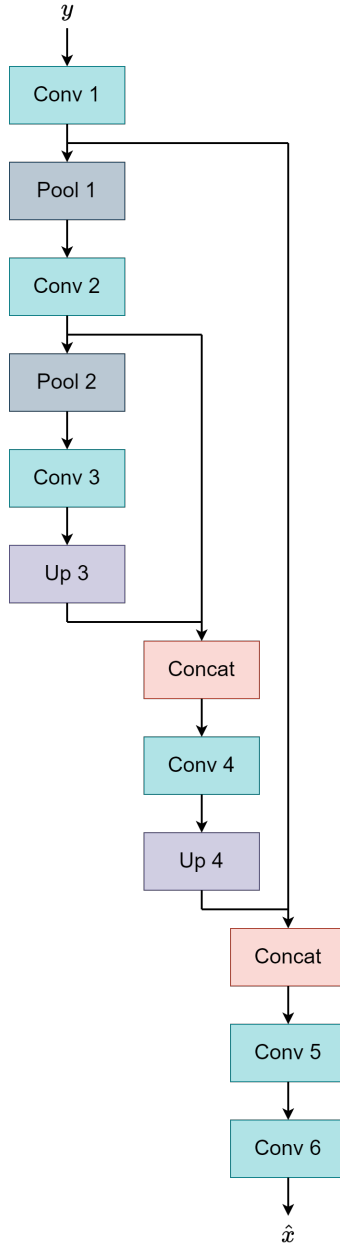 y
Conv 1
Pool 1
Conv 2
Pool 2
Conv 3
Up 3
Concat
Conv 4
Up 4
Concat
Conv 5
Conv 6
x̂